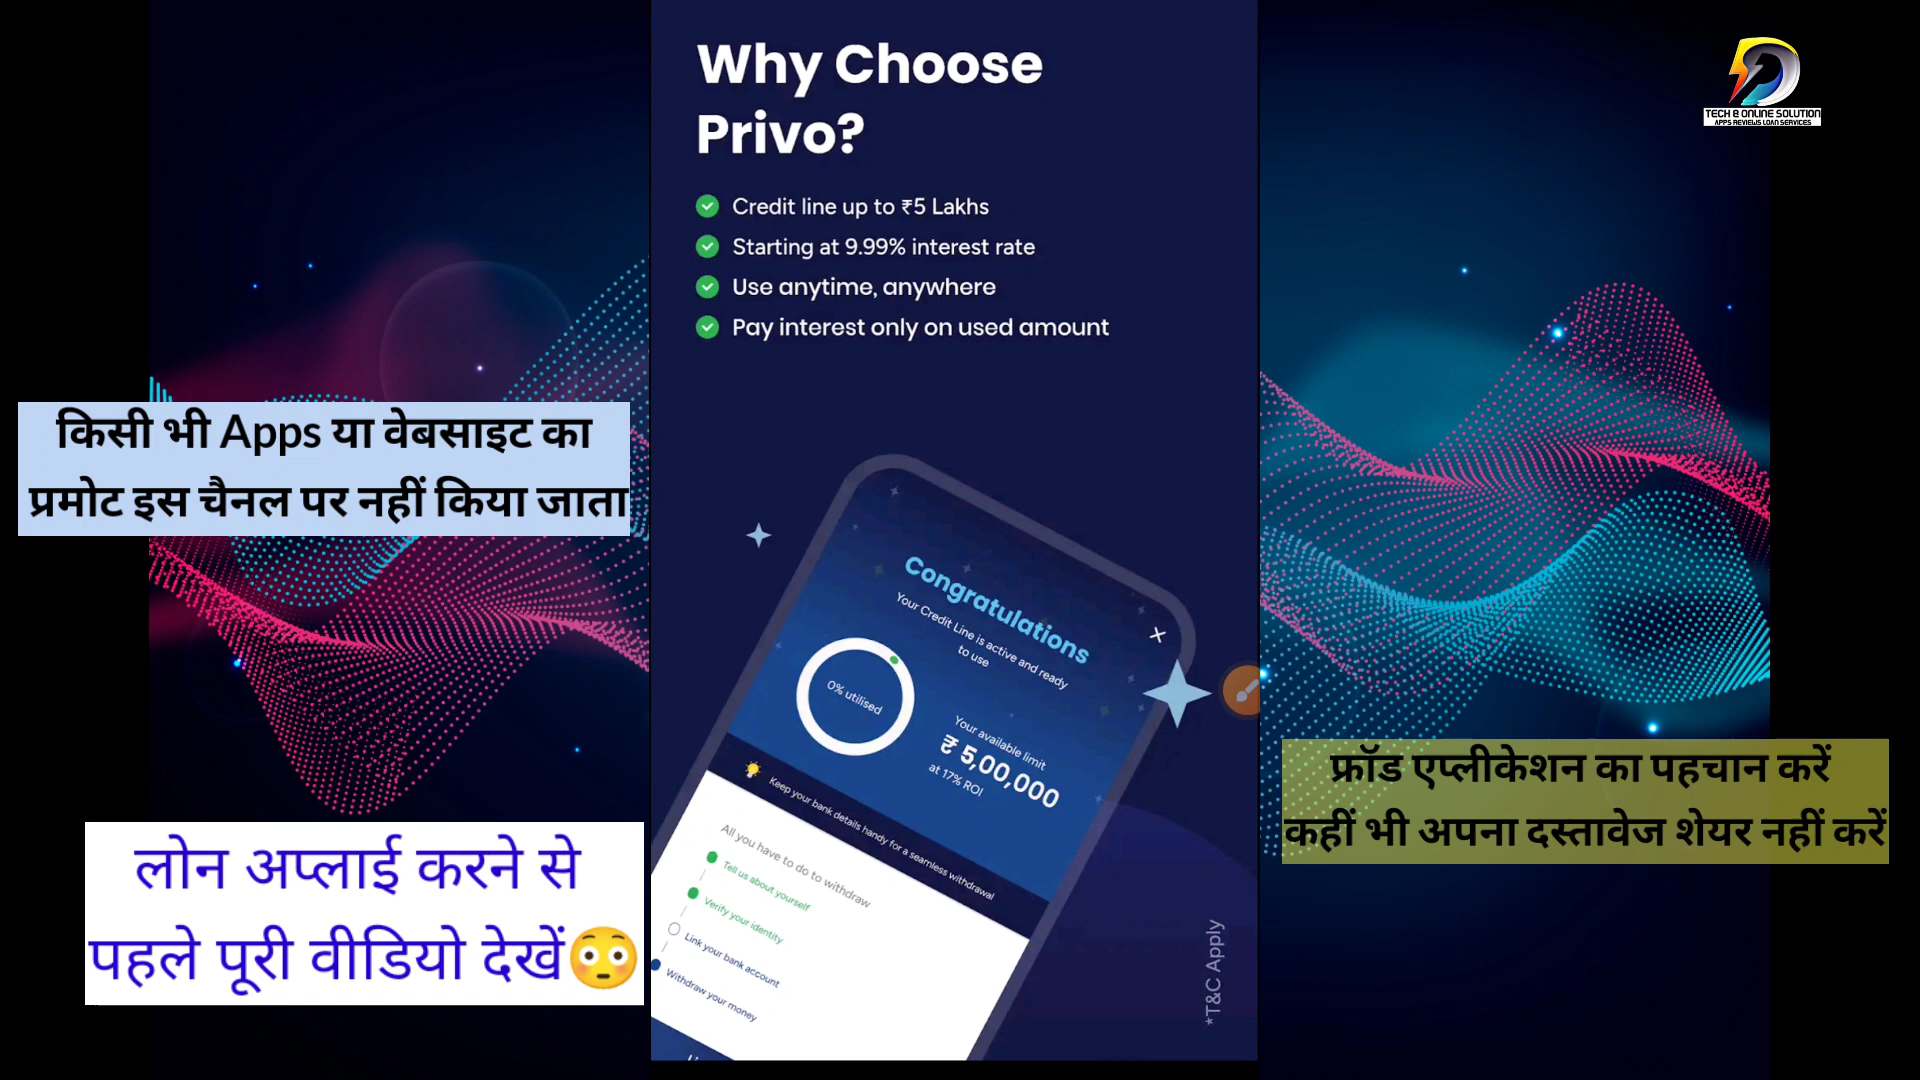 Why Choose
Privo?
Credit line up to ₹5 Lakhs
Starting at 9.99% interest rate
Use anytime, anywhere
Pay interest only on used amount
TECH & ONLINE SOLUTION
APPS REVIEWS LOAN SERVICES
किसी भी Apps या वेबसाइट का
प्रमोट इस चैनल पर नहीं किया जाता
Congratulations
Your Credit Line is active and ready
to use
0% utilised
Your available limit
₹ 5,00,000
at 17% ROI
Keep your bank details handy for a seamless withdrawal
All you have to do to withdraw
Tell us about yourself
Verify your identity
Link your bank account
Withdraw your money
*T&C Apply
फ्रॉड एप्लीकेशन का पहचान करें
कहीं भी अपना दस्तावेज शेयर नहीं करें
लोन अप्लाई करने से
पहले पूरी वीडियो देखें😳